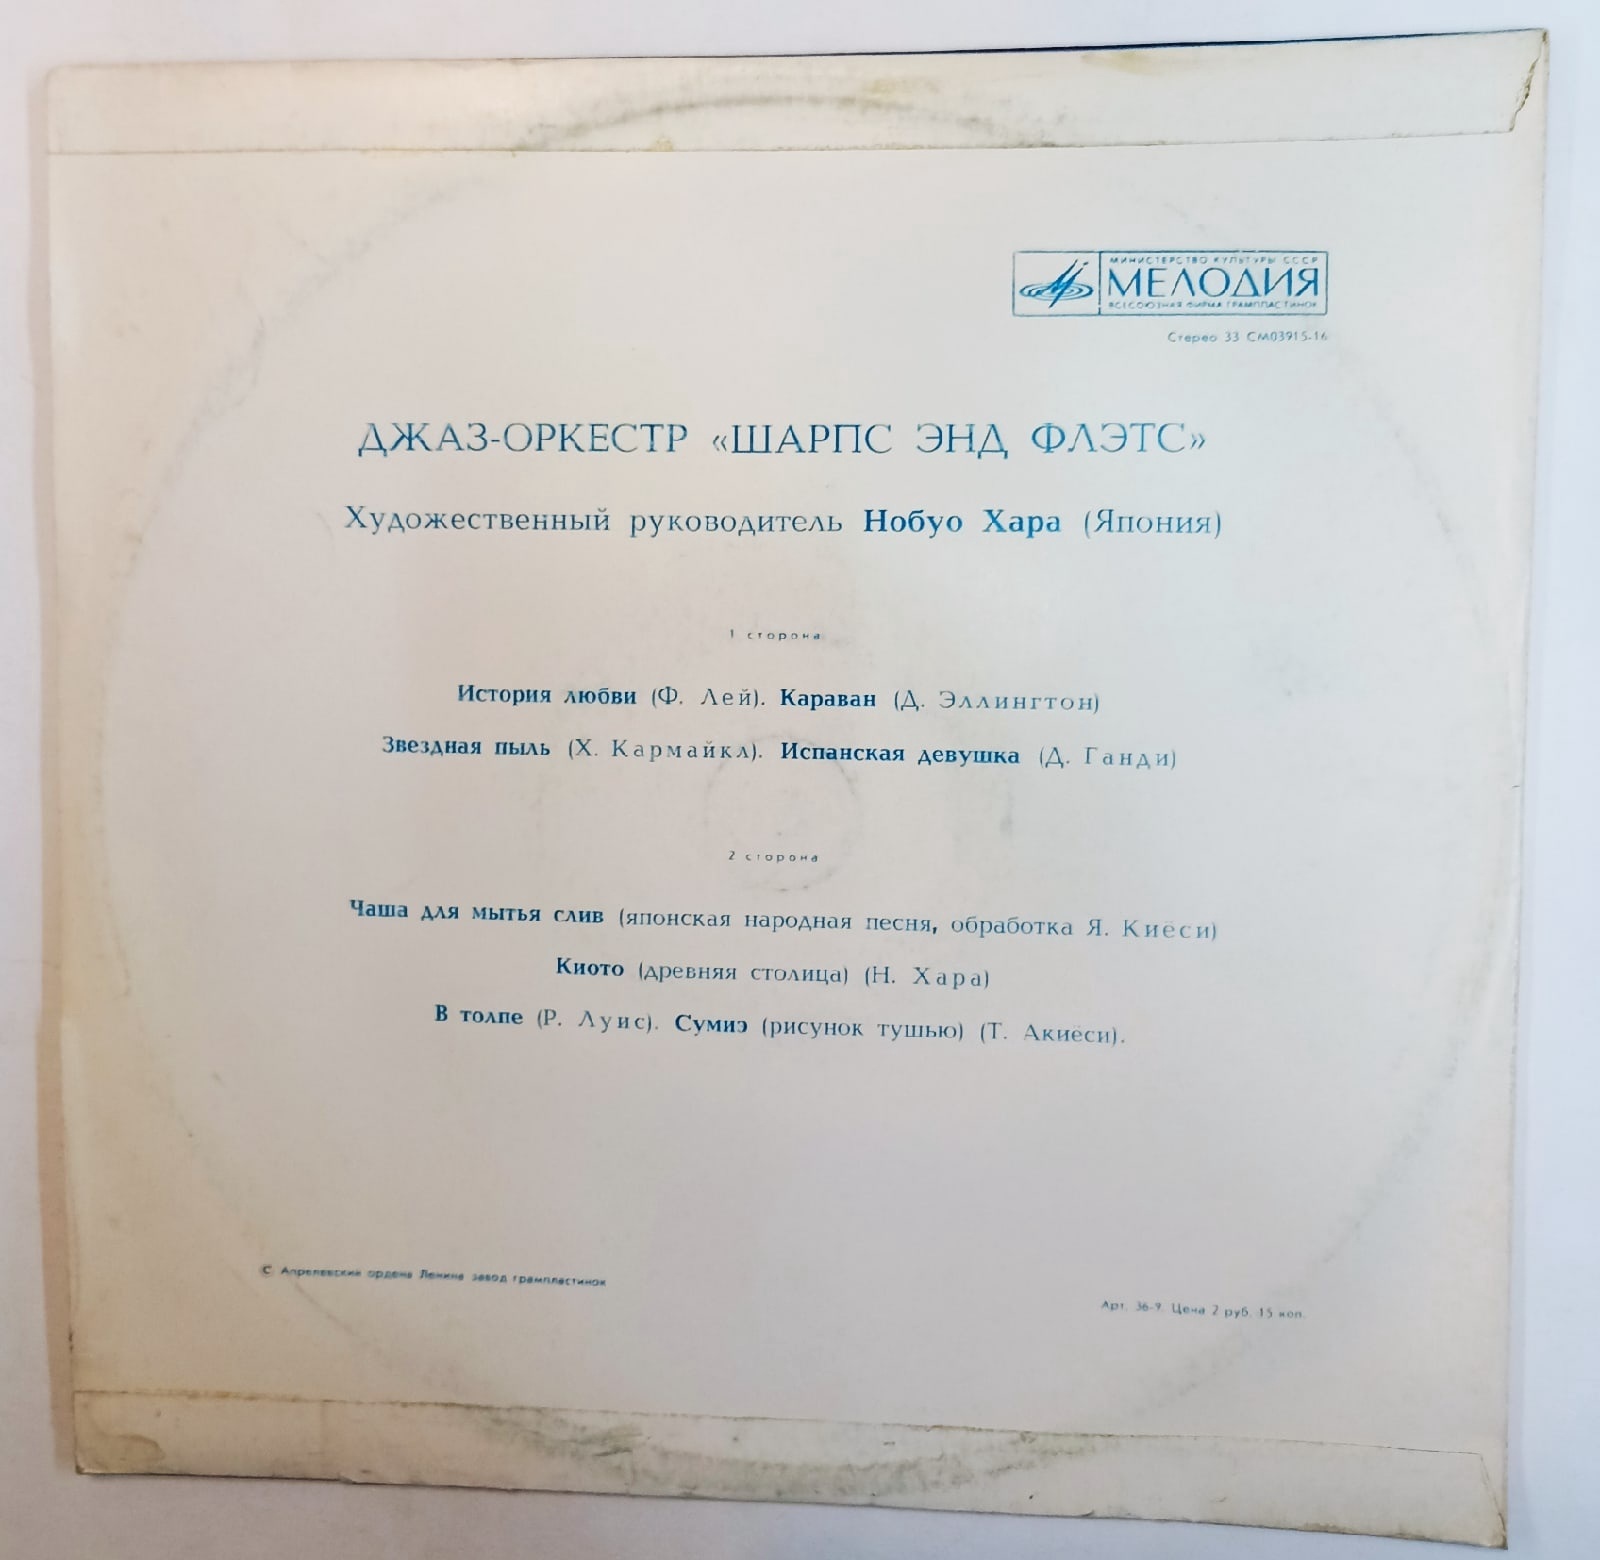 МИНИСТЕРСТВО КУЛЬТУРЫ СССР
МЕЛОДИЯ
ВСЕСОЮЗНАЯ ФИРМА ГРАМПЛАСТИНОК
Стерео 33 СМ03915-16
ДЖАЗ-ОРКЕСТР «ШАРПС ЭНД ФЛЭТС»
Художественный руководитель Нобуо Хара (Япония)
1 сторона
История любви (Ф. Лей). Караван (Д. Эллингтон)
Звездная пыль (Х. Кармайкл). Испанская девушка (Д. Ганди)
2 сторона
Чаша для мытья слив (японская народная песня, обработка Я. Киёси)
Киото (древняя столица) (Н. Хара)
В толпе (Р. Луис). Сумиэ (рисунок тушью) (Т. Акиёси).
© Апрелевский ордена Ленина завод грампластинок
Арт. 36-9. Цена 2 руб. 15 коп.